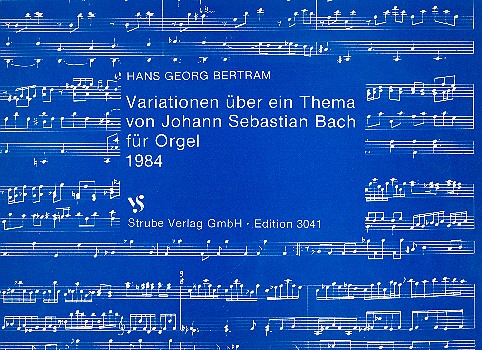 HANS GEORG BERTRAM
Variationen über ein Thema
von Johann Sebastian Bach
für Orgel
1984
Strube Verlag GmbH · Edition 3041